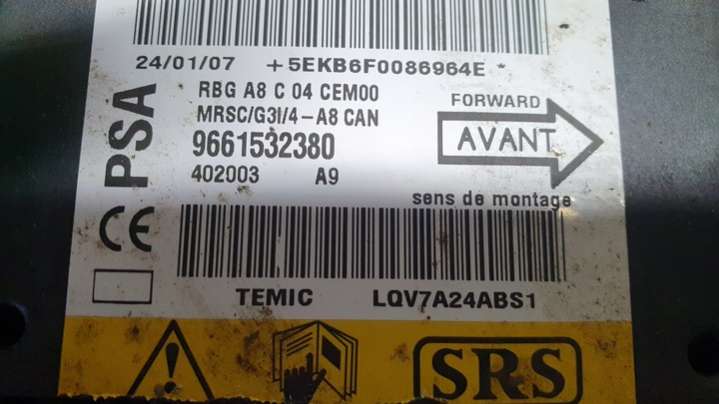 24/01/07 +5EKB6F0086964E *
RBG A8 C 04 CEM00
MRSC/G3I/4-A8 CAN
9661532380
402003 A9
PSA
CE
FORWARD
AVANT
sens de montage
TEMIC LQV7A24ABS1
SRS